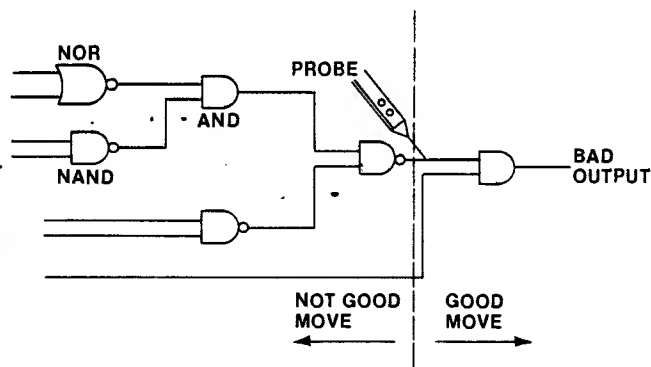 NOR
PROBE
AND
NAND
BAD
OUTPUT
NOT GOOD
MOVE
GOOD
MOVE